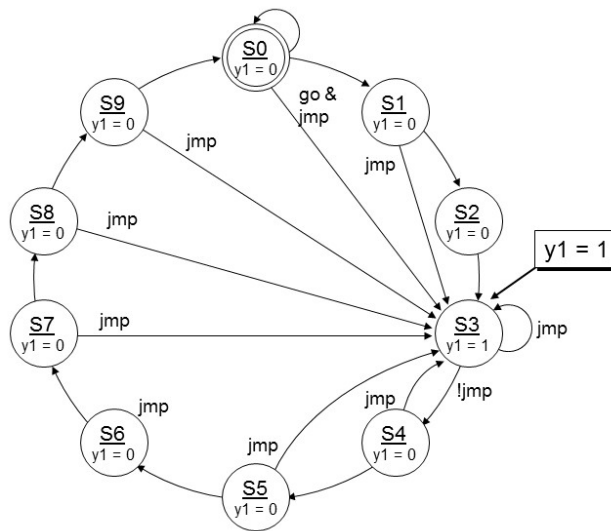 S0
y1 = 0
go &
jmp
S1
y1 = 0
jmp
S2
y1 = 0
y1 = 1
S3
y1 = 1
jmp
!jmp
S4
y1 = 0
jmp
S5
y1 = 0
jmp
S6
y1 = 0
jmp
S7
y1 = 0
jmp
S8
y1 = 0
jmp
S9
y1 = 0
jmp